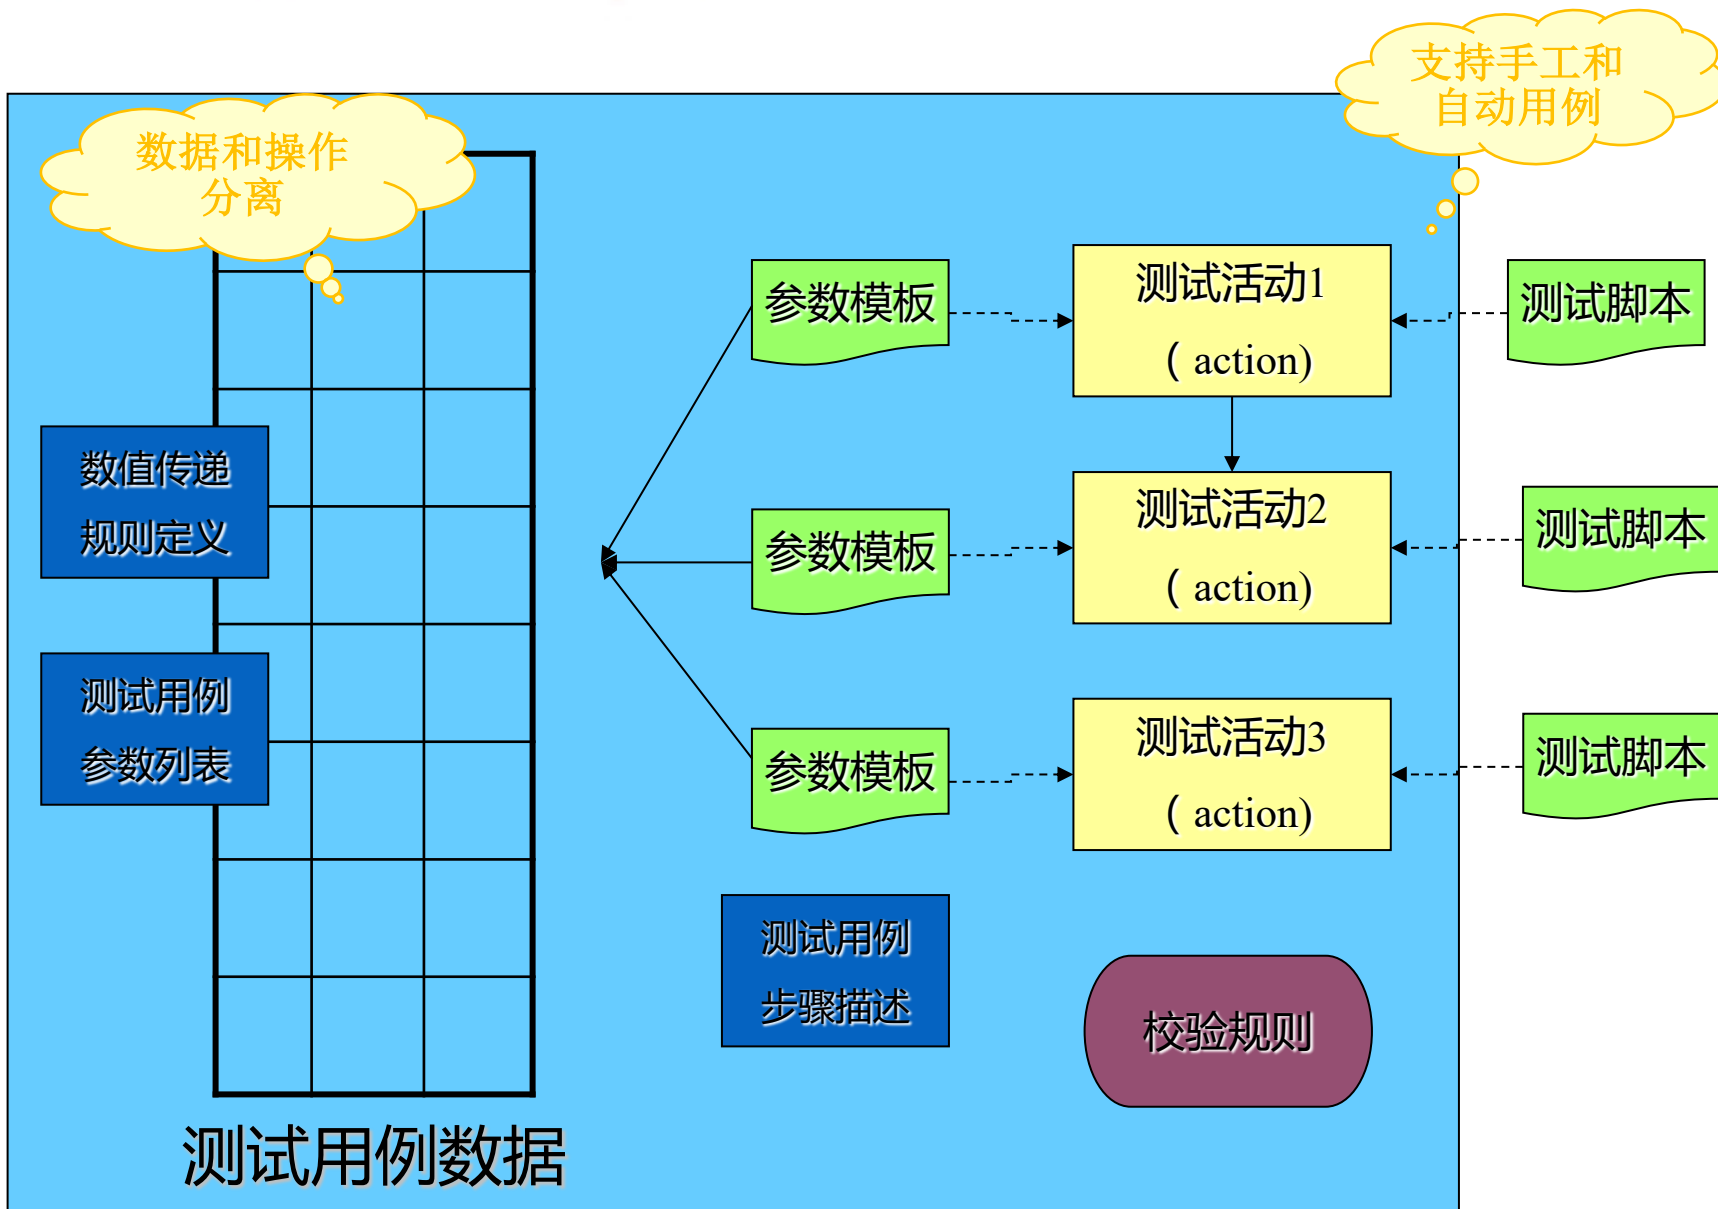 支持手工和
自动用例
数据和操作
分离
参数模板
测试活动1
( action)
测试脚本
数值传递
规则定义
参数模板
测试活动2
( action)
测试脚本
测试用例
参数列表
参数模板
测试活动3
( action)
测试脚本
测试用例
步骤描述
校验规则
测试用例数据